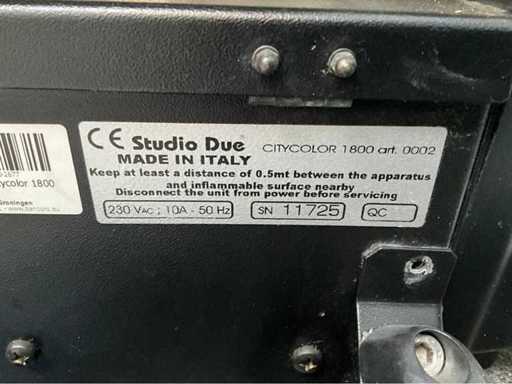 CE Studio Due CITYCOLOR 1800 art. 0002
MADE IN ITALY
Keep at least a distance of 0.5mt between the apparatus
and inflammable surface nearby
Disconnect the unit from power before servicing
230 VAC ; 10A - 50 Hz SN 11725 QC
ycolor 1800
Groningen